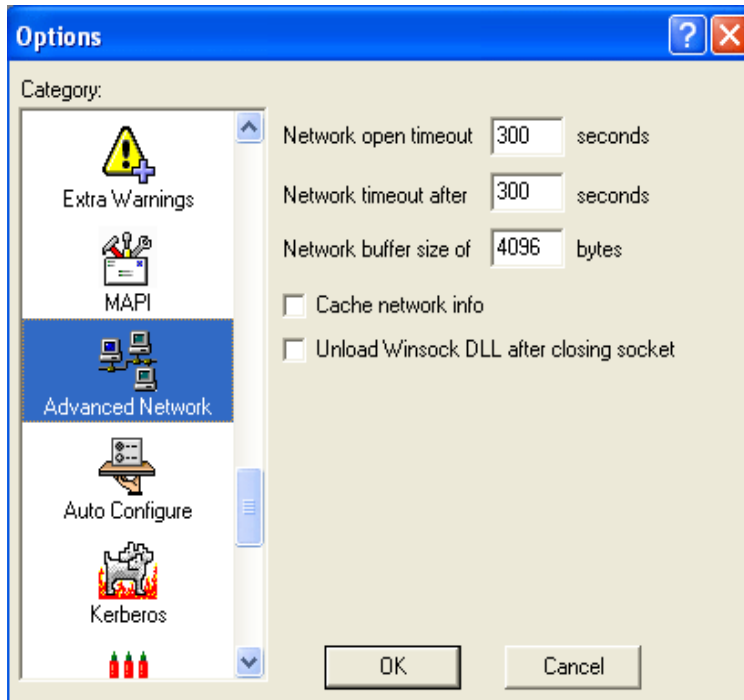 Options
Category:
Extra Warnings
MAPI
Advanced Network
Auto Configure
Kerberos
Network open timeout 300 seconds
Network timeout after 300 seconds
Network buffer size of 4096 bytes
Cache network info
Unload Winsock DLL after closing socket
OK
Cancel